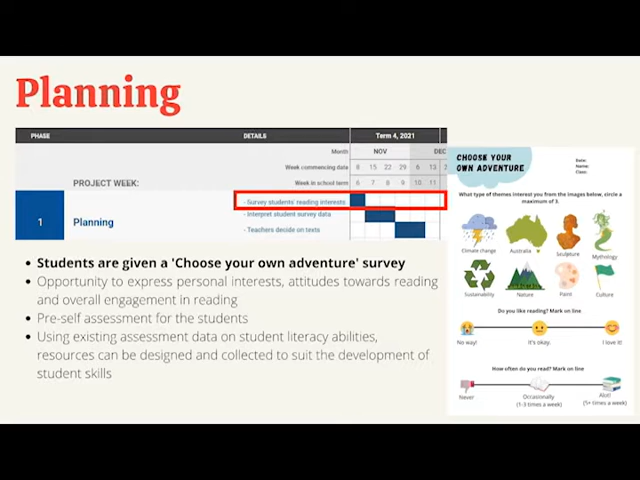 Planning
PHASE DETAILS Term 4, 2021
Month NOV DEC
Week commencing date 8 15 22 29 6 13
PROJECT WEEK: Week in school term 6 7 8 9 10 11
1 Planning
- Survey students' reading interests
- Interpret student survey data
- Teachers decide on texts
• Students are given a 'Choose your own adventure' survey
• Opportunity to express personal interests, attitudes towards reading
and overall engagement in reading
• Pre-self assessment for the students
• Using existing assessment data on student literacy abilities,
resources can be designed and collected to suit the development of
student skills
CHOOSE YOUR
OWN ADVENTURE
Date:
Name:
Class:
What type of themes interest you from the images below, circle a
maximum of 3.
Climate change Australia Sculpture Mythology
Sustainability Nature Paint Culture
Do you like reading? Mark on line
No way! It's okay. I love it!
How often do you read? Mark on line
Never Occasionally Alot!
(1-3 times a week) (5+ times a week)